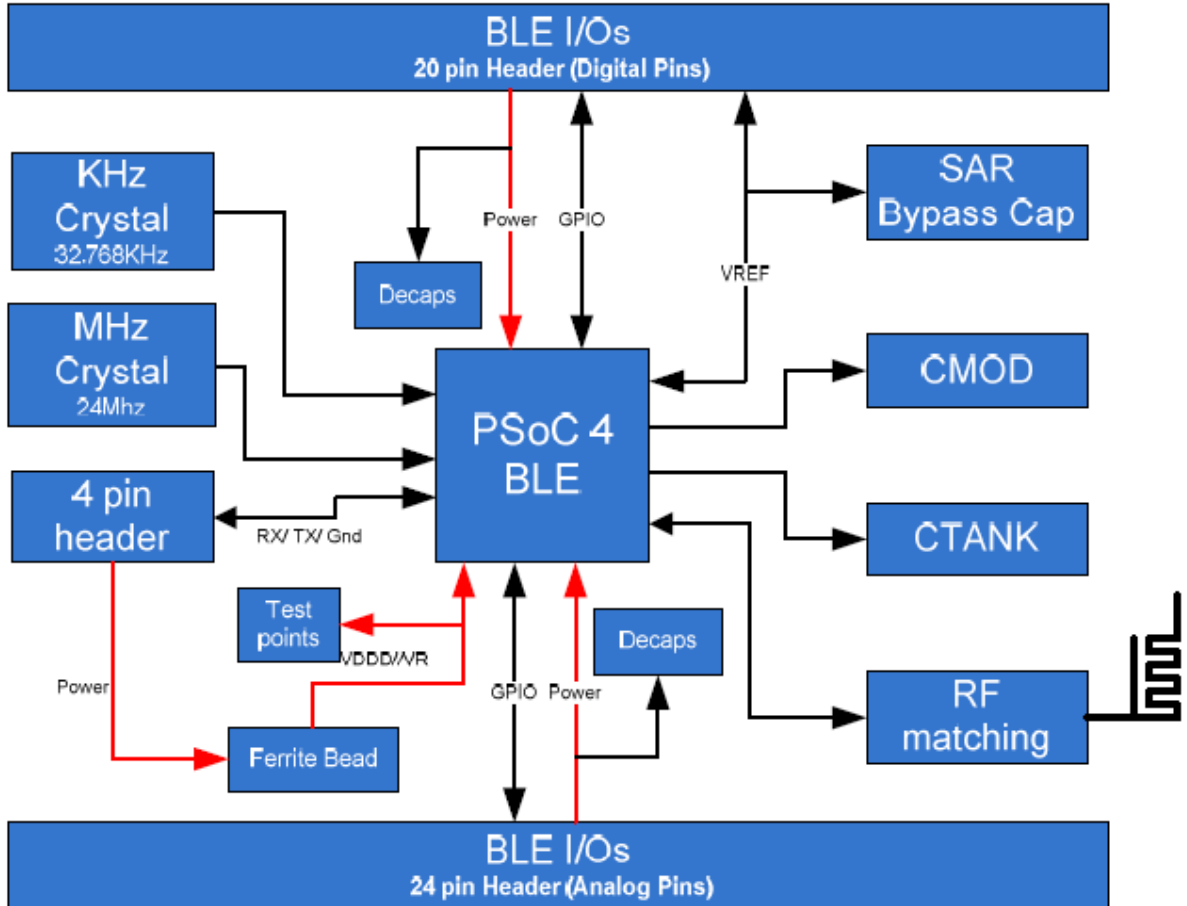 BLE I/Os
20 pin Header (Digital Pins)
KHz
Crystal
32.768KHz
SAR
Bypass Cap
Power
GPIO
VREF
Decaps
MHz
Crystal
24Mhz
CMOD
PSoC 4
BLE
4 pin
header
RX/ TX/ Gnd
CTANK
Test
points
Decaps
VDDD/VR
Power
GPIO
Power
RF
matching
Ferrite Bead
BLE I/Os
24 pin Header (Analog Pins)